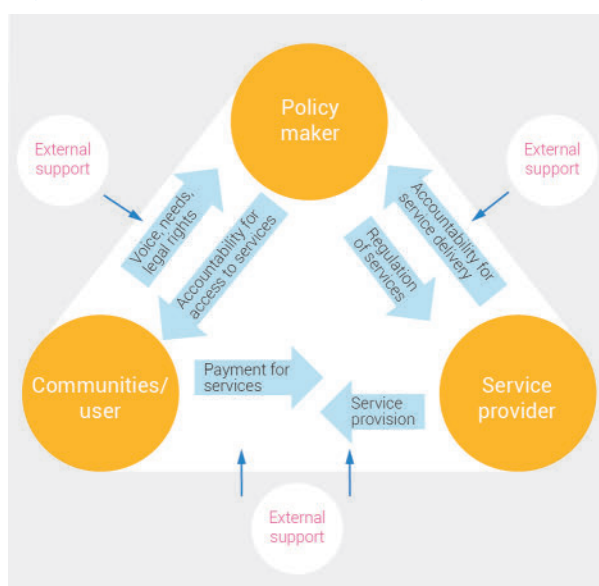 Policy
maker
External
support
External
support
Voice, needs,
legal rights
Accountability for
access to services
Regulation
of services
Accountability for
service delivery
Communities/
user
Payment for
services
Service
provision
Service
provider
External
support